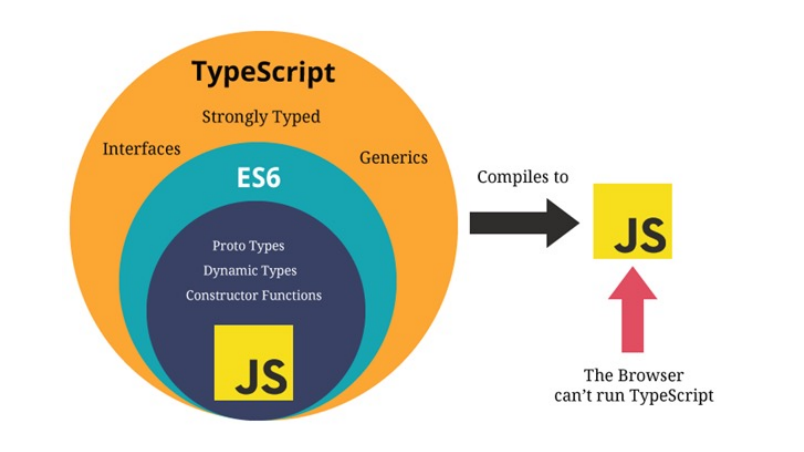 TypeScript
Strongly Typed
Interfaces
Generics
ES6
Proto Types
Dynamic Types
Constructor Functions
JS
Compiles to
JS
The Browser
can’t run TypeScript